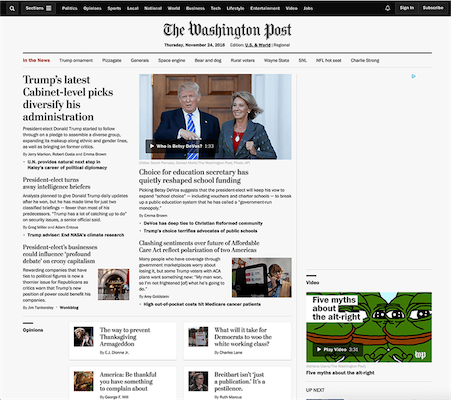 Sections
Politics Opinions Sports Local National World Business Tech Lifestyle Entertainment Video Jobs
Sign In Subscribe
The Washington Post
Thursday, November 24, 2016 Edition: U.S. & World | Regional
In the News Trump ornament Pizzagate Generals Space engine Bear and dog Rural voters Wayne State SNL NFL hot seat Charlie Strong
Trump's latest
Cabinet-level picks
diversify his
administration
President-elect Donald Trump started to follow
through on a pledge to assemble a diverse group,
expanding its makeup along ethnic and gender lines,
as well as bringing on former critics.
By Jerry Markon, Robert Costa and Emma Brown
• U.S. provides natural next step in
Haley's career of political diplomacy
President-elect turns
away intelligence briefers
Analysts planned to give Donald Trump daily updates
after he won, but he has made time for just two
classified briefings — fewer than most of his
predecessors. "Trump has a lot of catching up to do"
on security issues, a senior official said.
By Greg Miller and Adam Entous
• Trump adviser: End NASA's climate research
President-elect's businesses
could influence 'profound
debate' on crony capitalism
Rewarding companies that have
ties to political figures is now a
thornier issue for Republicans as
critics warn that Trump's new
position of power could benefit his
companies.
By Jim Tankersley • Wonkblog
Who is Betsy DeVos? 1:33
Choice for education secretary has
quietly reshaped school funding
Picking Betsy DeVos suggests that the president-elect will keep his vow to
expand "school choice" — including vouchers and charter schools — to break
up a public education system that he has called a "government-run
monopoly."
By Emma Brown
• DeVos has deep ties to Christian Reformed community
• Trump's choice terrifies advocates of public schools
Clashing sentiments over future of Affordable
Care Act reflect polarization of two Americas
Many people who have coverage through
government marketplaces worry about
losing it, but some Trump voters with ACA
plans want something new: "My man won,
so I'm not frightened [of] what he's going to
do."
By Amy Goldstein
• High out-of-pocket costs hit Medicare cancer patients
Video
Five myths
about
the alt-right
Play Video 3:31
wp
Five myths about the alt-right
UP NEXT
Opinions
The way to prevent
Thanksgiving
Armageddon
By E.J. Dionne Jr.
What will it take for
Democrats to woo
the white working class?
By Charles Lane
America: Be thankful
you have something
to complain about
By George F. Will
Breitbart isn't 'just
a publication.' It's a
pestilence.
By Ruth Marcus